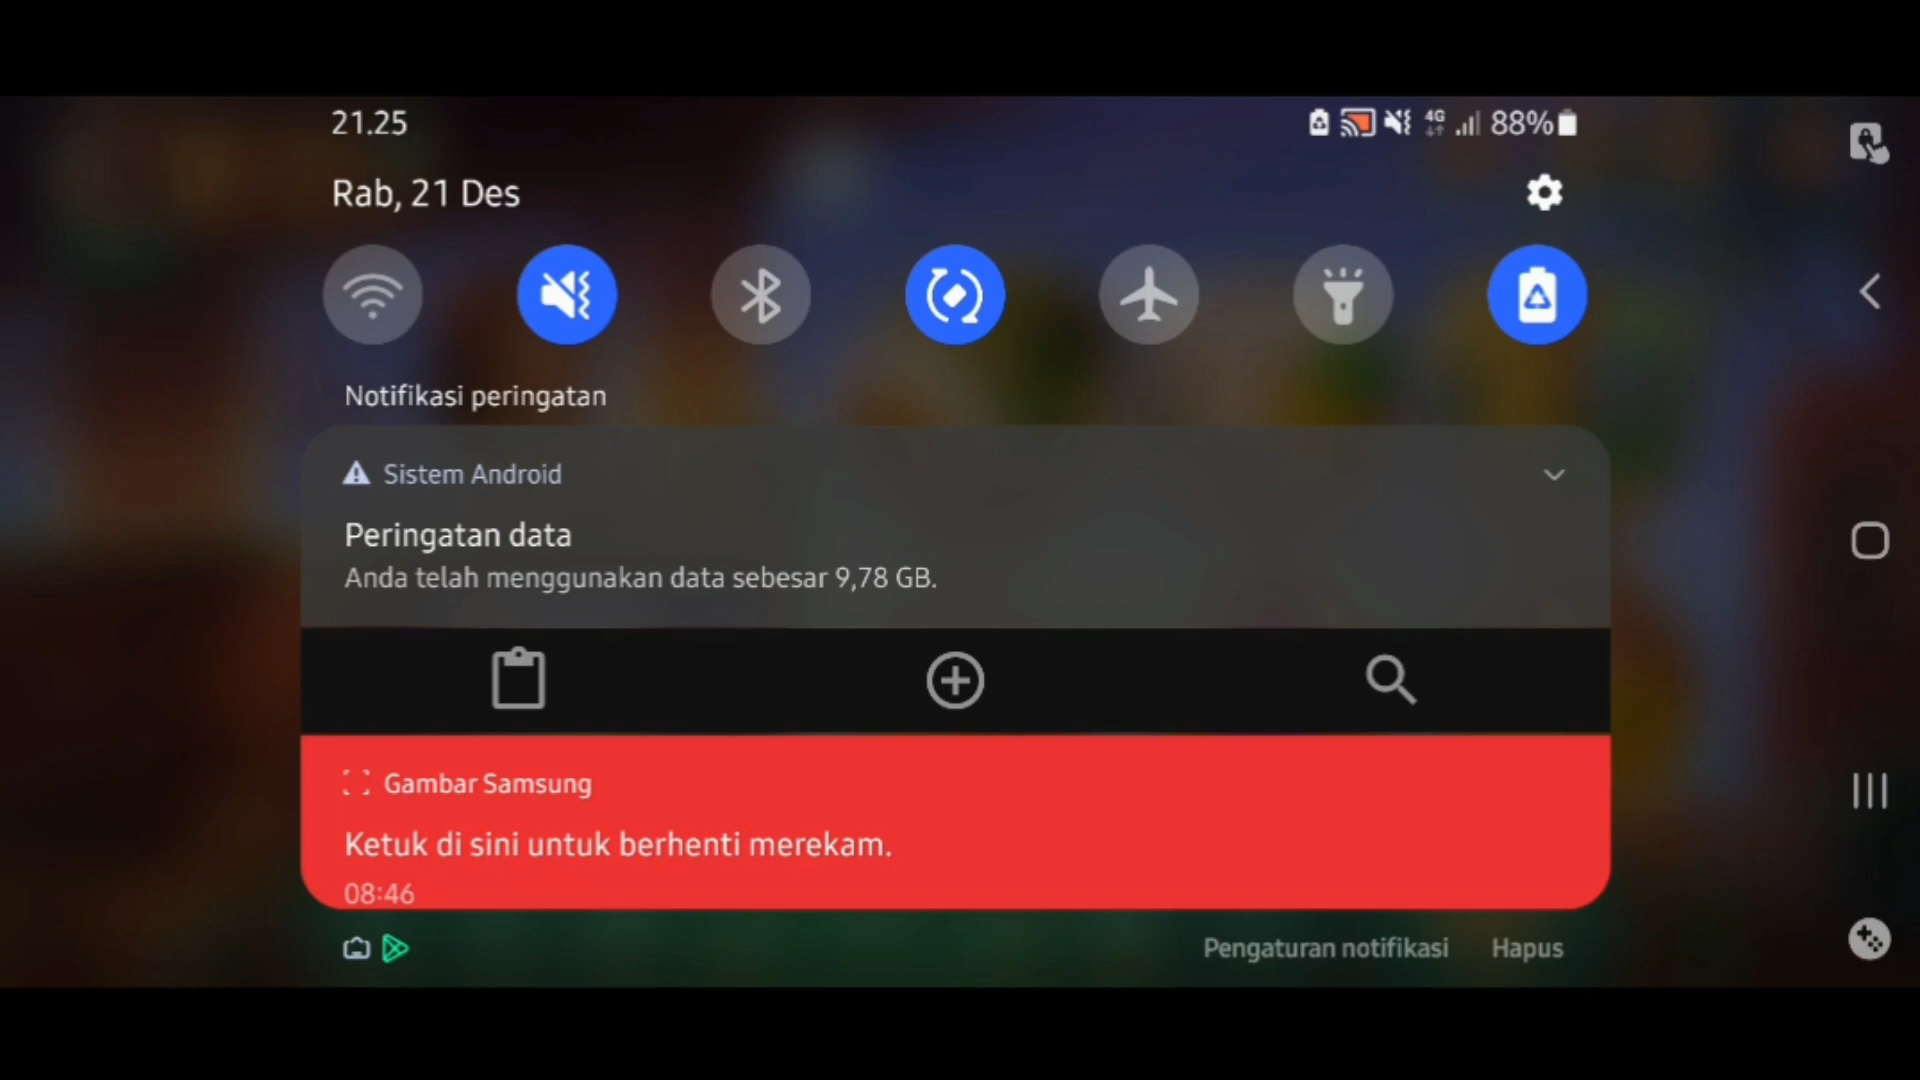 21.25
4G
88%
Rab, 21 Des
Notifikasi peringatan
Sistem Android
Peringatan data
Anda telah menggunakan data sebesar 9,78 GB.
Gambar Samsung
Ketuk di sini untuk berhenti merekam.
08:46
Pengaturan notifikasi
Hapus